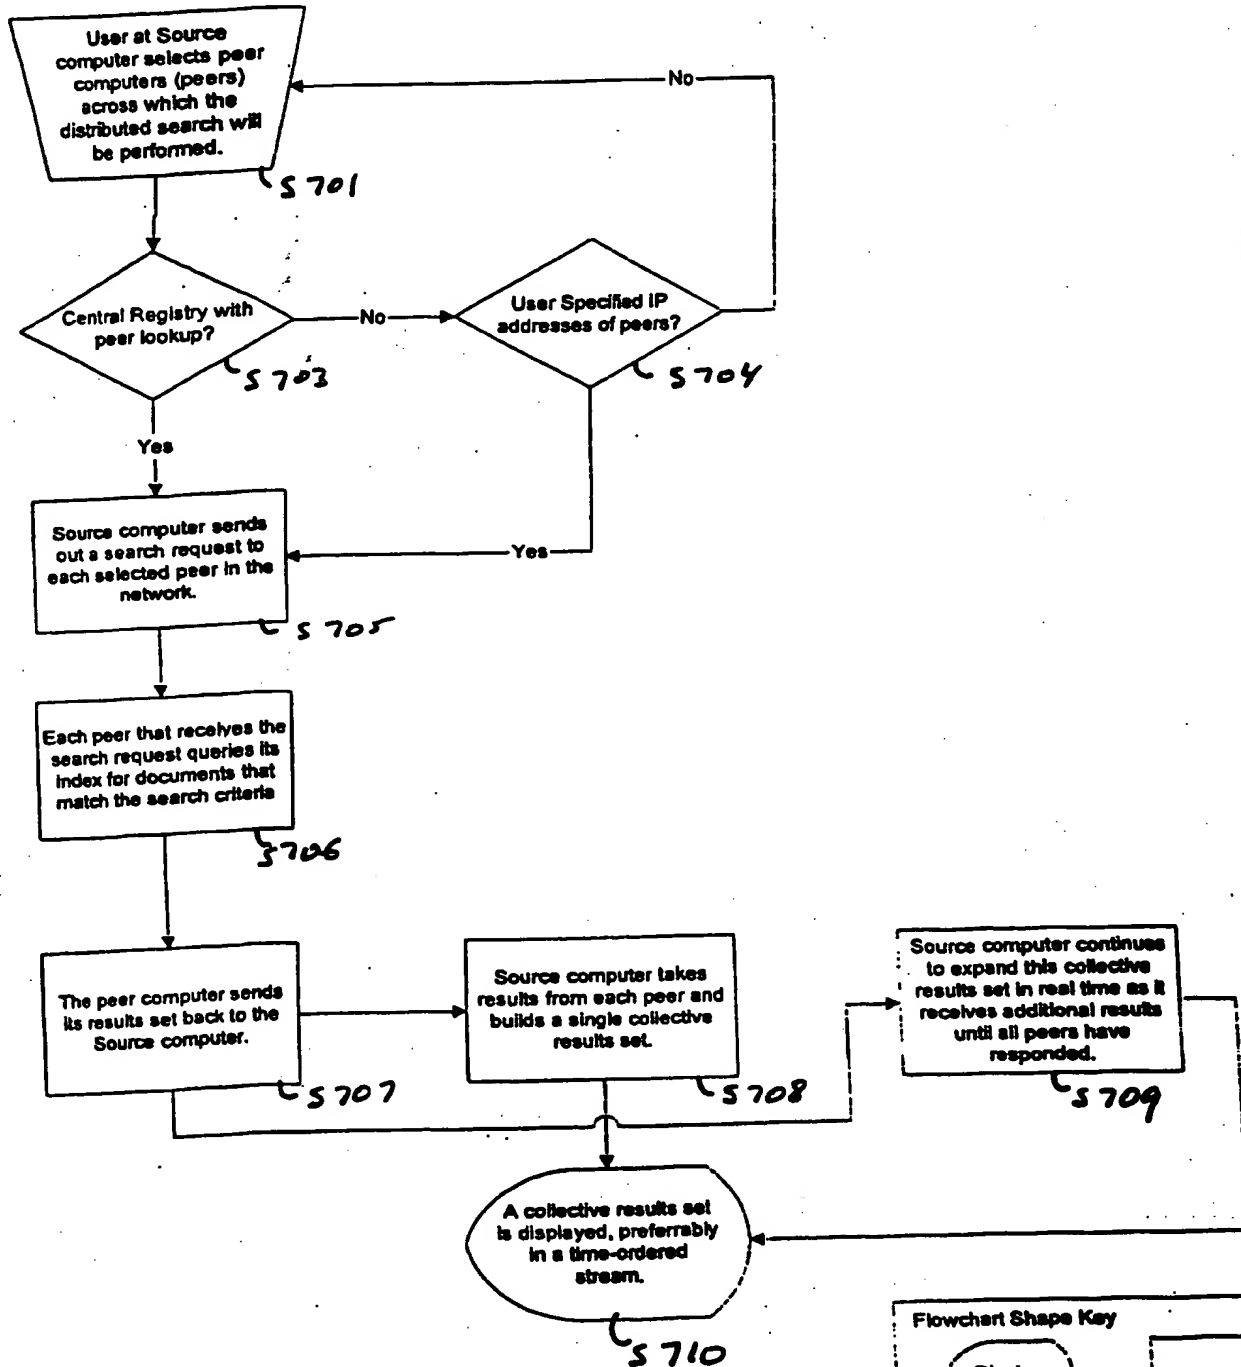 User at Source
computer selects peer
computers (peers)
across which the
distributed search will
be performed.
S701
No
Central Registry with
peer lookup?
S703
No
User Specified IP
addresses of peers?
S704
Yes
Yes
Source computer sends
out a search request to
each selected peer in the
network.
S705
Each peer that receives the
search request queries its
index for documents that
match the search criteria
S706
The peer computer sends
its results set back to the
Source computer.
S707
Source computer takes
results from each peer and
builds a single collective
results set.
S708
Source computer continues
to expand this collective
results set in real time as it
receives additional results
until all peers have
responded.
S709
A collective results set
is displayed, preferrably
in a time-ordered
stream.
S710
Flowchart Shape Key